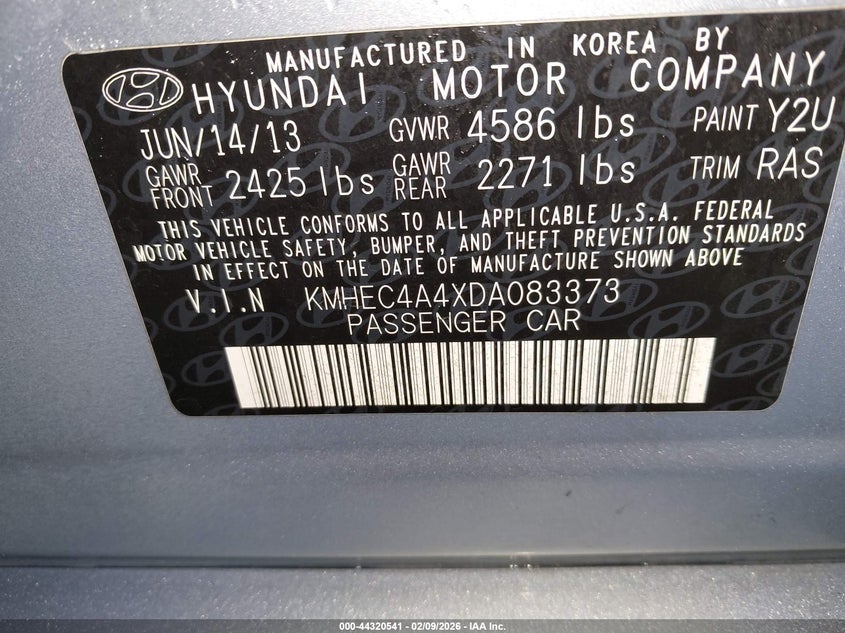 MANUFACTURED IN KOREA BY
HYUNDAI MOTOR COMPANY
JUN/14/13 GVWR 4586 lbs PAINT Y2U
GAWR FRONT 2425 lbs GAWR REAR 2271 lbs TRIM RAS
THIS VEHICLE CONFORMS TO ALL APPLICABLE U.S.A. FEDERAL
MOTOR VEHICLE SAFETY, BUMPER, AND THEFT PREVENTION STANDARDS
IN EFFECT ON THE DATE OF MANUFACTURE SHOWN ABOVE
V.I.N KMHEC4A4XDA083373
PASSENGER CAR
000-44320541 - 02/09/2026 - IAA Inc.